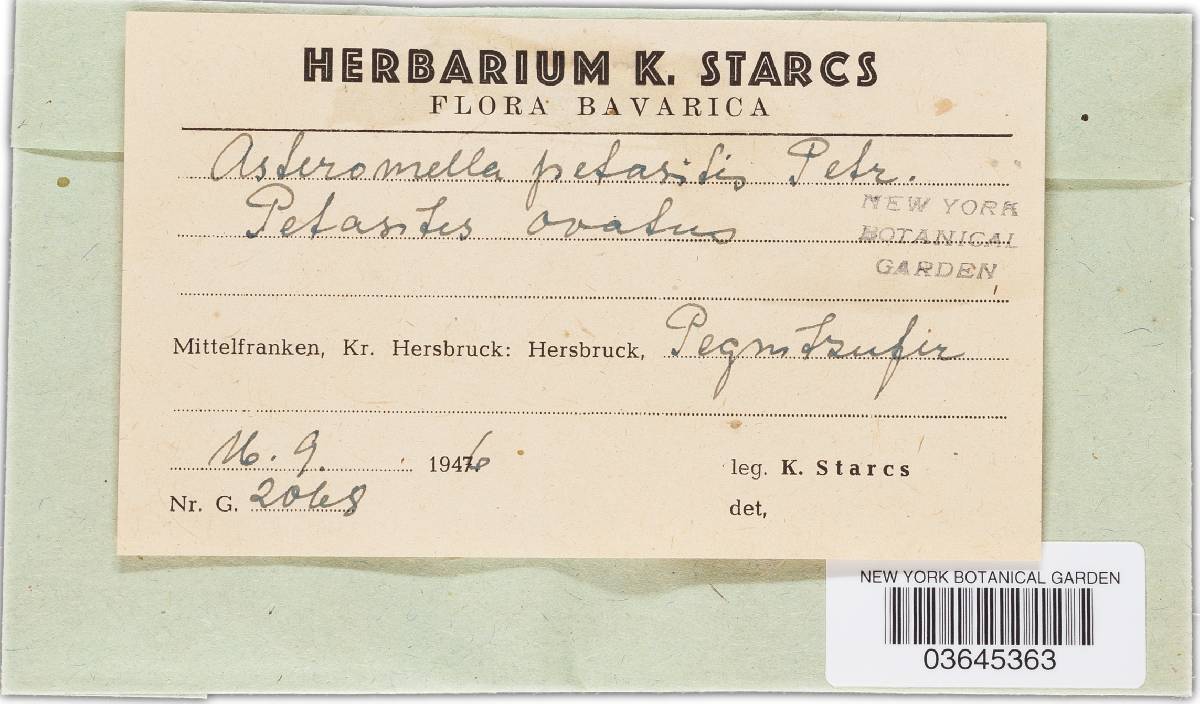 HERBARIUM K. STARCS
FLORA BAVARICA
Asteromella petasitis Petr.
Petasites ovatus
NEW YORK
BOTANICAL
GARDEN
Mittelfranken, Kr. Hersbruck: Hersbruck, Pegnitzufer
16. 9. 1946
leg. K. Starcs
Nr. G. 2068
det,
NEW YORK BOTANICAL GARDEN
03645363